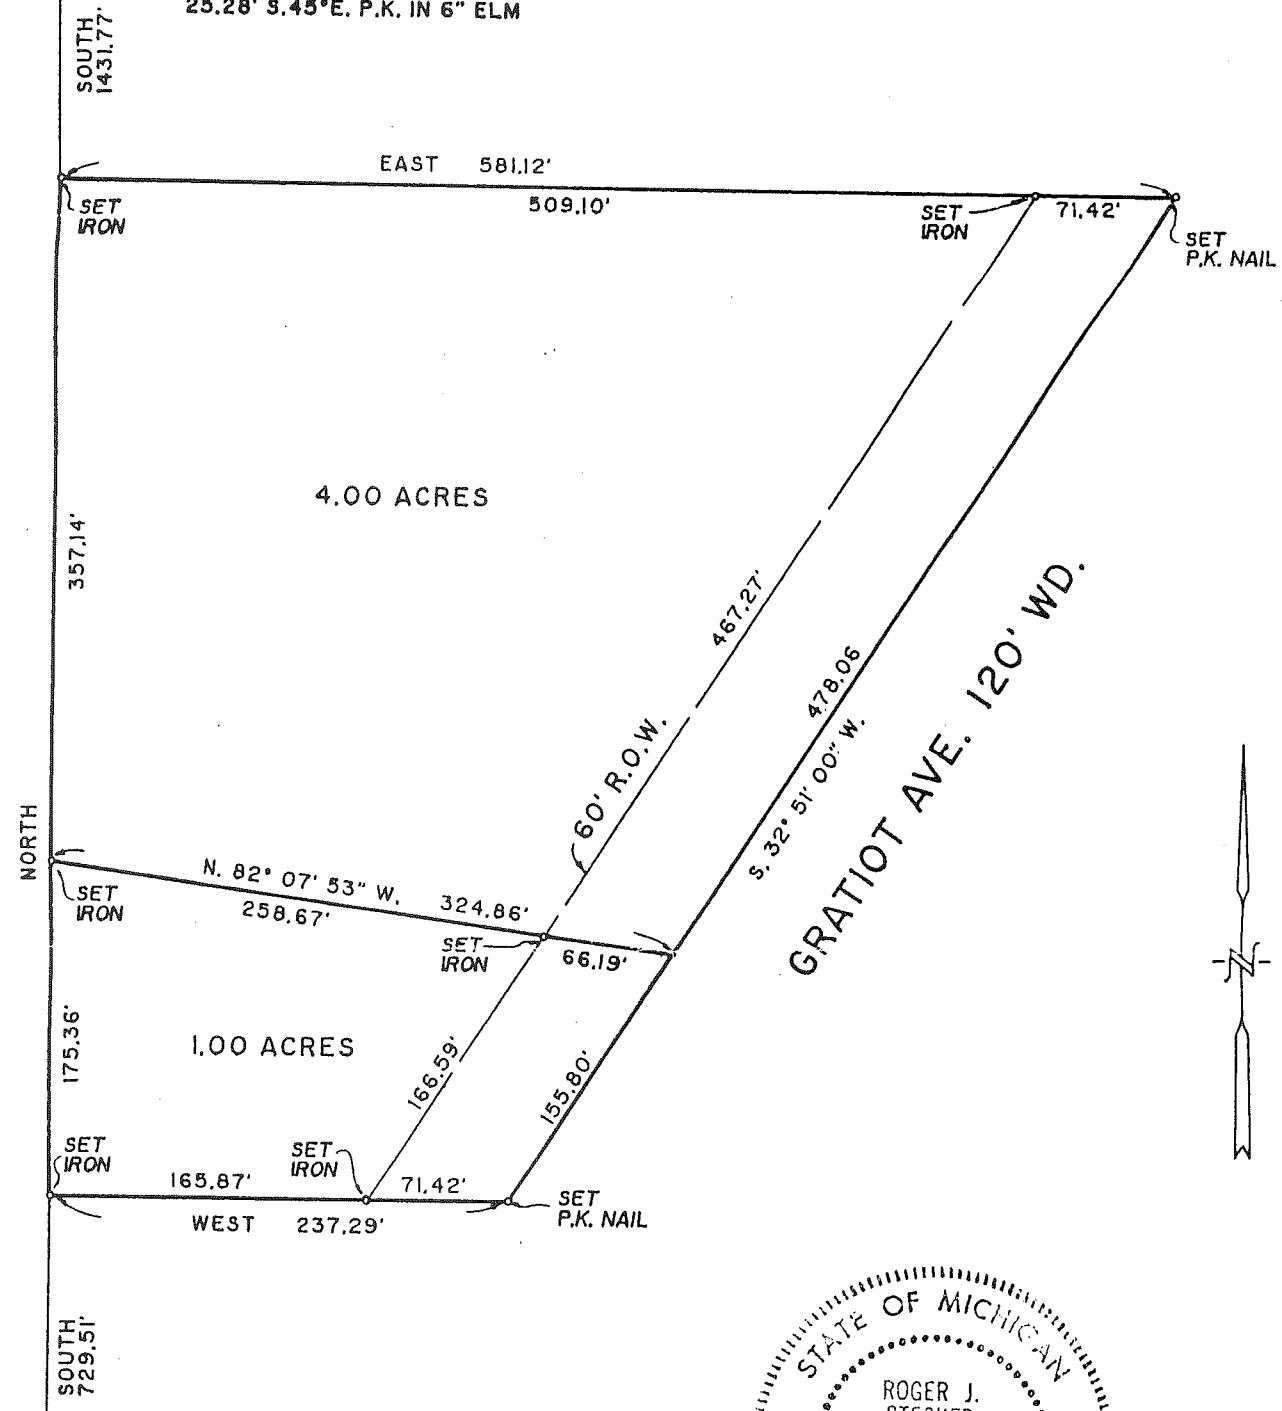 25.28' S.45°E. P.K. IN 6" ELM
SOUTH
1431.77'
EAST 581.12'
509.10'
SET
IRON
SET
IRON
71.42'
SET
P.K. NAIL
4.00 ACRES
357.14'
467.27'
478.06
S. 32° 51' 00" W.
60' R.O.W.
GRATIOT AVE. 120' WD.
NORTH
N. 82° 07' 53" W. 324.86'
258.67'
SET
IRON
SET
IRON
66.19'
175.36'
1.00 ACRES
166.59'
155.80'
SET
IRON
SET
IRON
165.87'
71.42'
WEST 237.29'
SET
P.K. NAIL
N
SOUTH
729.51'
STATE OF MICHIGAN
ROGER J.